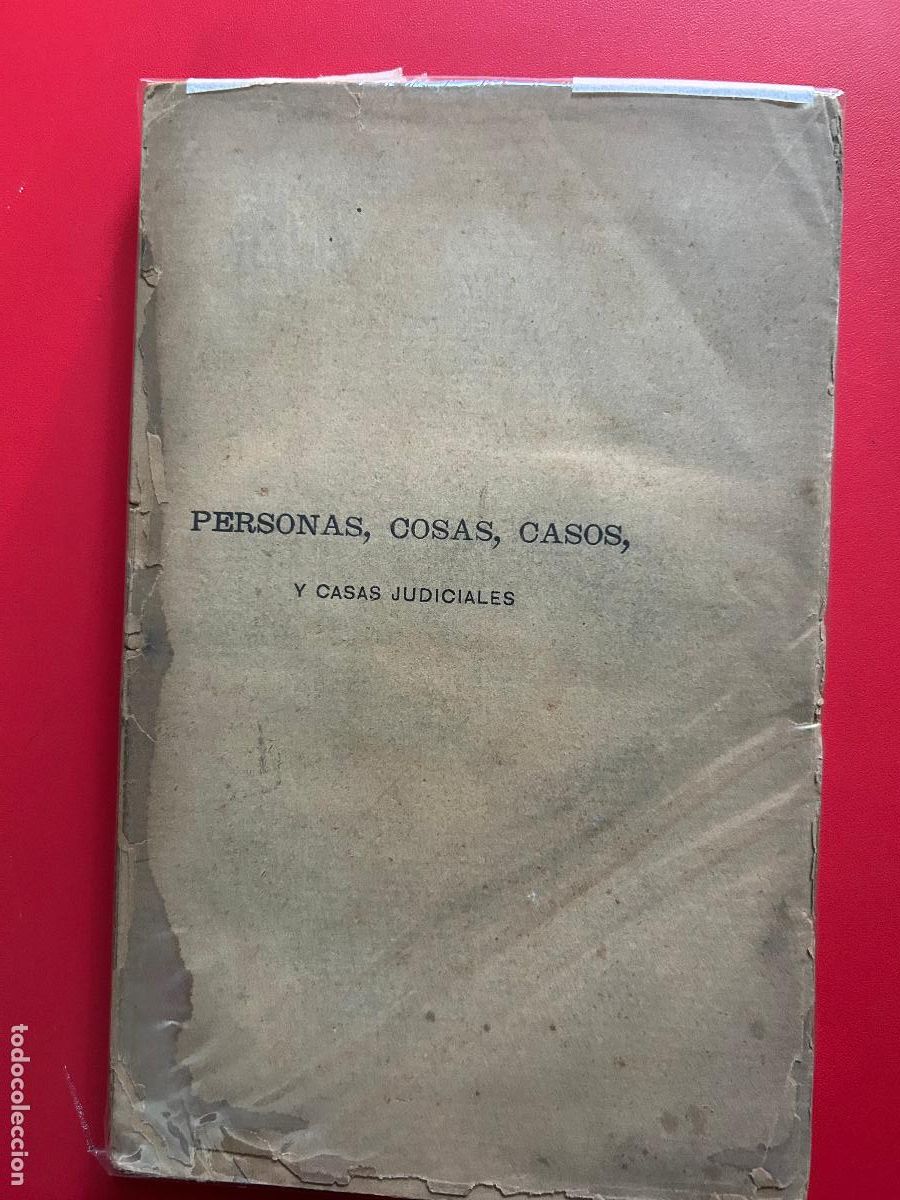 PERSONAS, COSAS, CASOS,
Y CASAS JUDICIALES
todocoleccion